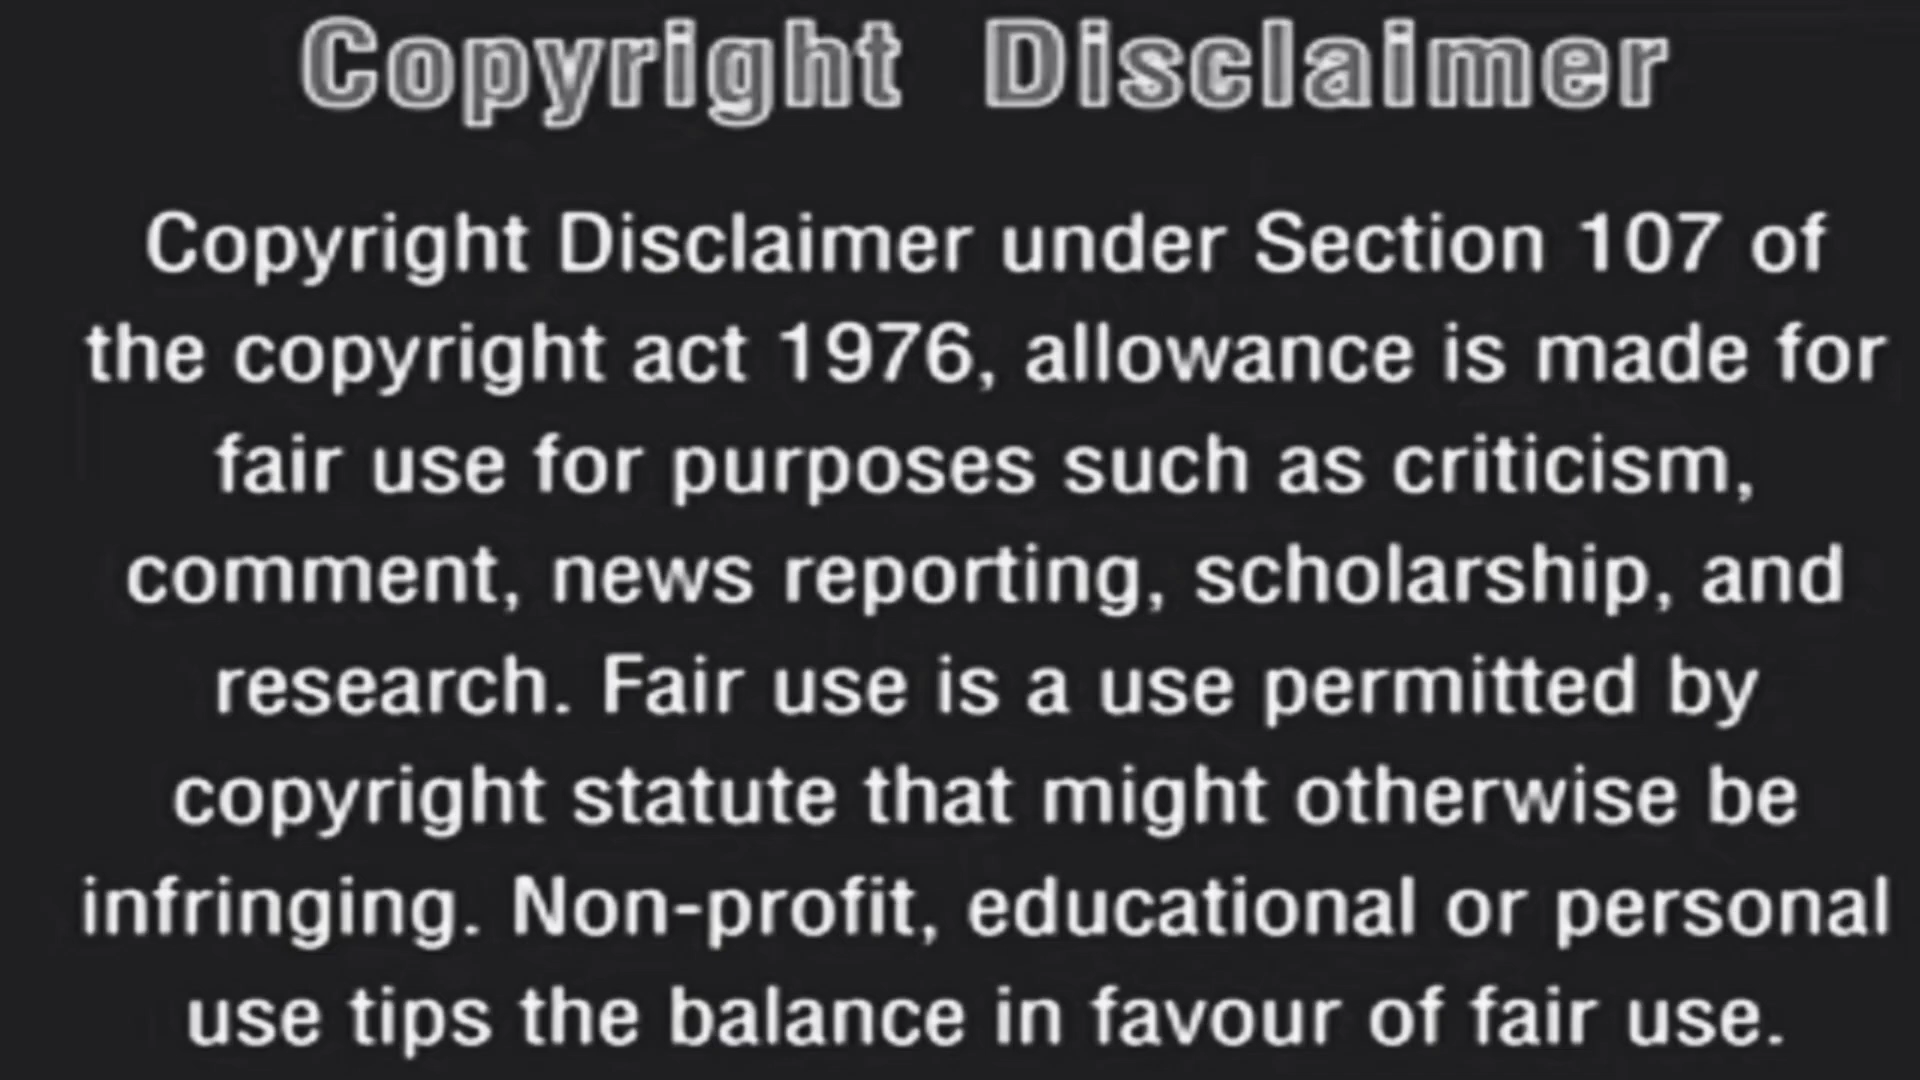 Copyright Disclaimer
Copyright Disclaimer under Section 107 of
the copyright act 1976, allowance is made for
fair use for purposes such as criticism,
comment, news reporting, scholarship, and
research. Fair use is a use permitted by
copyright statute that might otherwise be
infringing. Non-profit, educational or personal
use tips the balance in favour of fair use.